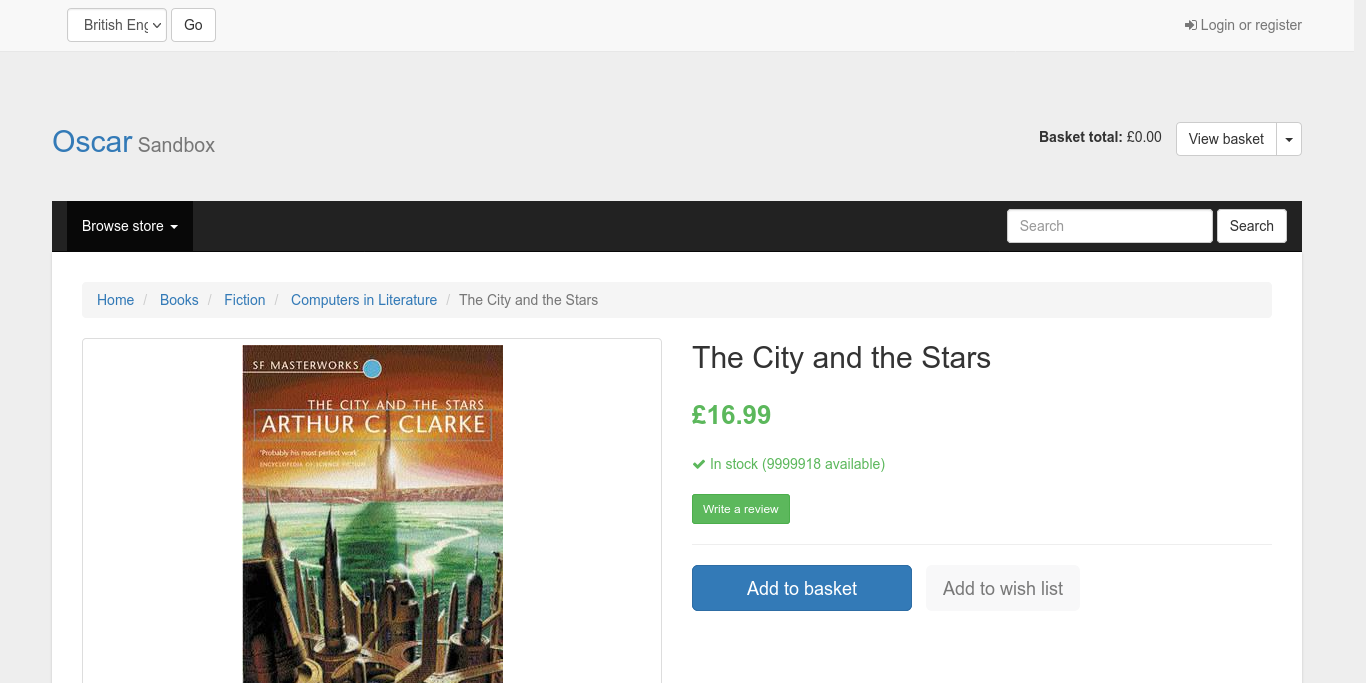 British Eng
Go
Login or register
Oscar Sandbox
Basket total: £0.00
View basket
Browse store
Search
Search
Home / Books / Fiction / Computers in Literature / The City and the Stars
SF MASTERWORKS
THE CITY AND THE STARS
ARTHUR C. CLARKE
'Probably his most perfect work'
ENCYCLOPEDIA OF SCIENCE FICTION
The City and the Stars
£16.99
In stock (9999918 available)
Write a review
Add to basket
Add to wish list